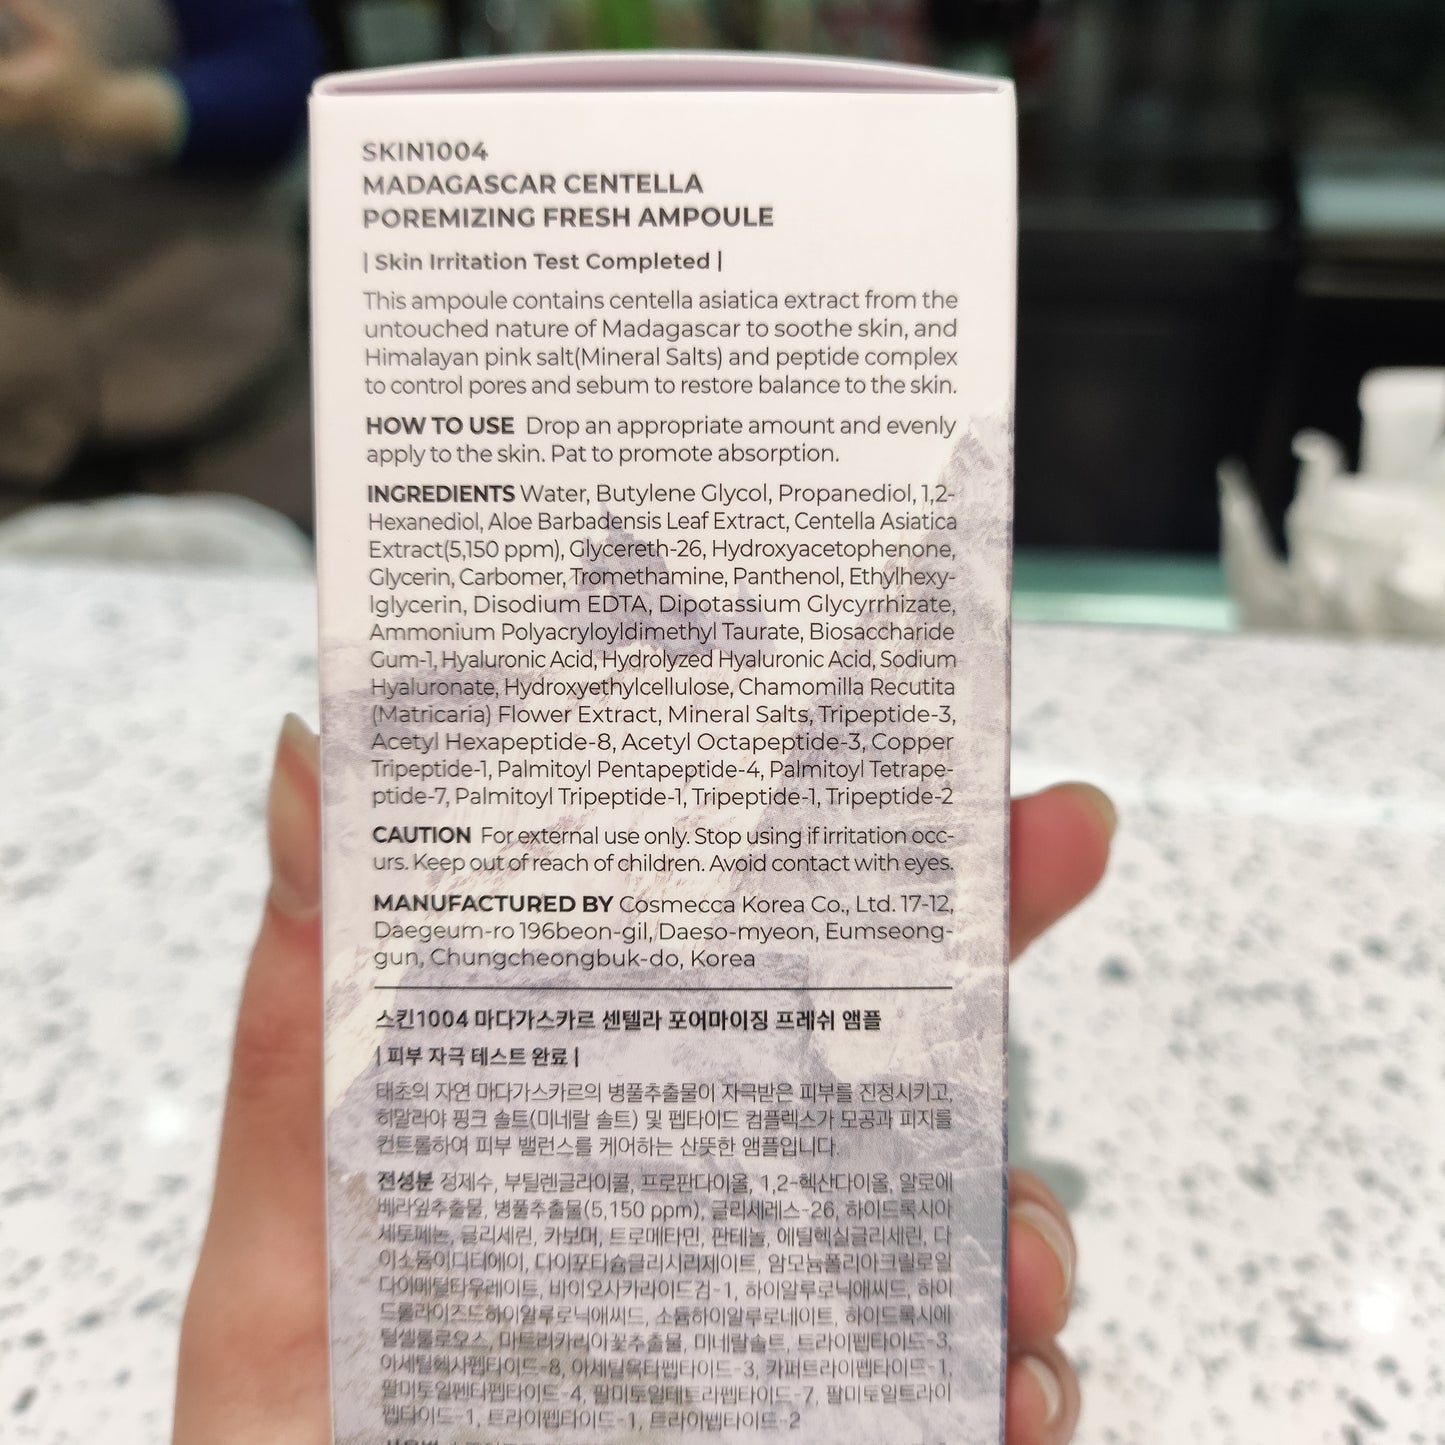 SKIN1004
MADAGASCAR CENTELLA
POREMIZING FRESH AMPOULE
| Skin Irritation Test Completed |
This ampoule contains centella asiatica extract from the
untouched nature of Madagascar to soothe skin, and
Himalayan pink salt(Mineral Salts) and peptide complex
to control pores and sebum to restore balance to the skin.
HOW TO USE Drop an appropriate amount and evenly
apply to the skin. Pat to promote absorption.
INGREDIENTS Water, Butylene Glycol, Propanediol, 1,2-
Hexanediol, Aloe Barbadensis Leaf Extract, Centella Asiatica
Extract(5,150 ppm), Glycereth-26, Hydroxyacetophenone,
Glycerin, Carbomer, Tromethamine, Panthenol, Ethylhexy-
lglycerin, Disodium EDTA, Dipotassium Glycyrrhizate,
Ammonium Polyacryloyldimethyl Taurate, Biosaccharide
Gum-1, Hyaluronic Acid, Hydrolyzed Hyaluronic Acid, Sodium
Hyaluronate, Hydroxyethylcellulose, Chamomilla Recutita
(Matricaria) Flower Extract, Mineral Salts, Tripeptide-3,
Acetyl Hexapeptide-8, Acetyl Octapeptide-3, Copper
Tripeptide-1, Palmitoyl Pentapeptide-4, Palmitoyl Tetrape-
ptide-7, Palmitoyl Tripeptide-1, Tripeptide-1, Tripeptide-2
CAUTION For external use only. Stop using if irritation occ-
urs. Keep out of reach of children. Avoid contact with eyes.
MANUFACTURED BY Cosmecca Korea Co., Ltd. 17-12,
Daegeum-ro 196beon-gil, Daeso-myeon, Eumseong-
gun, Chungcheongbuk-do, Korea
스킨1004 마다가스카르 센텔라 포어마이징 프레쉬 앰플
| 피부 자극 테스트 완료 |
태초의 자연 마다가스카르의 병풀추출물이 자극받은 피부를 진정시키고,
히말라야 핑크 솔트(미네랄 솔트) 및 펩타이드 컴플렉스가 모공과 피지를
컨트롤하여 피부 밸런스를 케어하는 산뜻한 앰플입니다.
전성분 정제수, 부틸렌글라이콜, 프로판다이올, 1,2-헥산다이올, 알로에
베라잎추출물, 병풀추출물(5,150 ppm), 글리세레스-26, 하이드록시아
세토페논, 글리세린, 카보머, 트로메타민, 판테놀, 에틸헥실글리세린, 다
이소듐이디티에이, 다이포타슘글리시리제이트, 암모늄폴리아크릴로일
다이메틸타우레이트, 바이오사카라이드검-1, 하이알루로닉애씨드, 하이
드롤라이즈드하이알루로닉애씨드, 소듐하이알루로네이트, 하이드록시에
틸셀룰로오스, 마트리카리아꽃추출물, 미네랄솔트, 트라이펩타이드-3,
아세틸헥사펩타이드-8, 아세틸옥타펩타이드-3, 카퍼트라이펩타이드-1,
팔미토일펜타펩타이드-4, 팔미토일테트라펩타이드-7, 팔미토일트라이
펩타이드-1, 트라이펩타이드-1, 트라이펩타이드-2